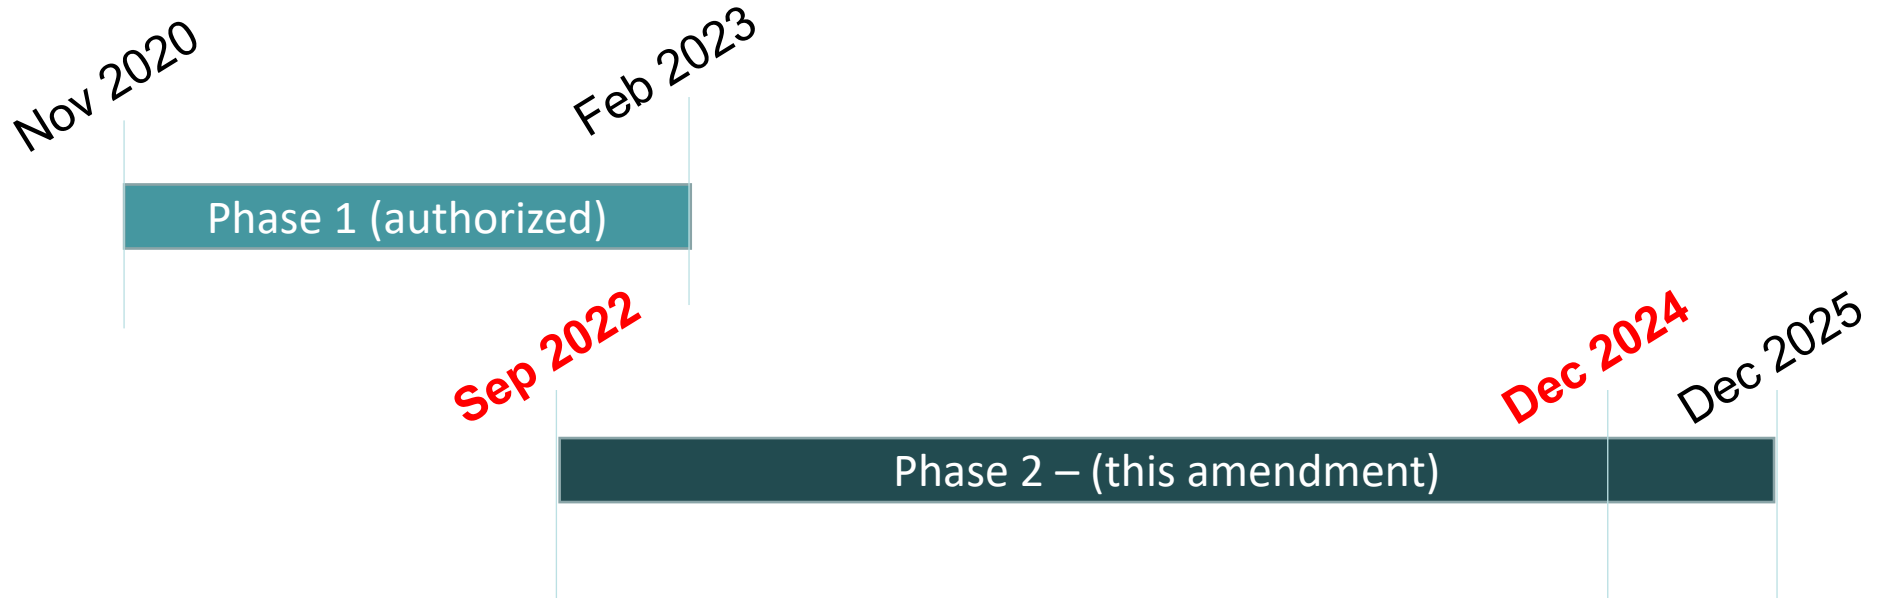 Nov 2020
Feb 2023
Phase 1 (authorized)
Sep 2022
Dec 2024
Dec 2025
Phase 2 – (this amendment)